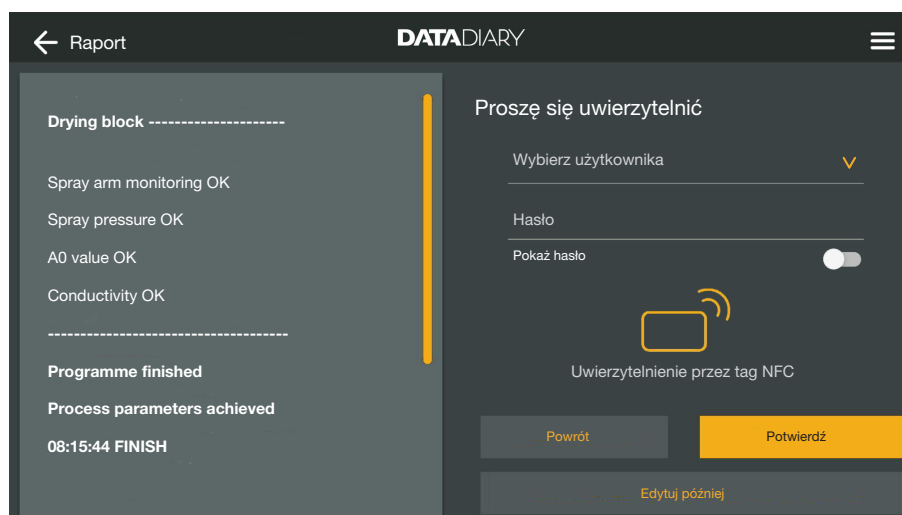 Raport
DATADIARY
Drying block ---------------------
Spray arm monitoring OK
Spray pressure OK
A0 value OK
Conductivity OK
-------------------------------------
Programme finished
Process parameters achieved
08:15:44 FINISH
Proszę się uwierzytelnić
Wybierz użytkownika
Hasło
Pokaż hasło
Uwierzytelnienie przez tag NFC
Powrót
Potwierdź
Edytuj później